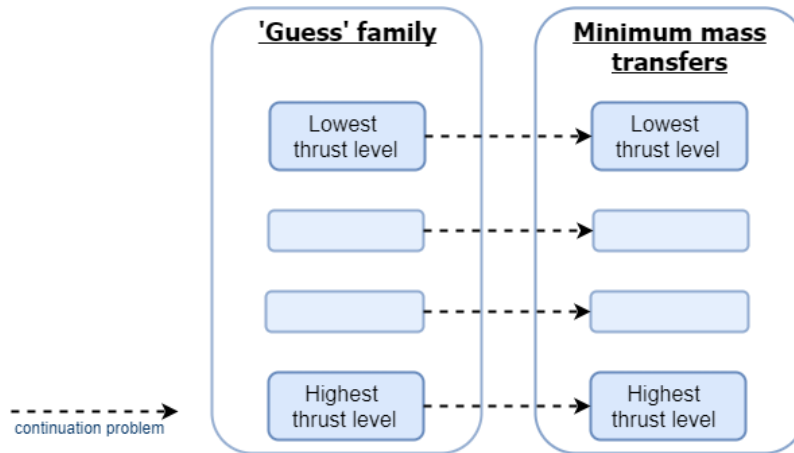 'Guess' family
Minimum mass
transfers
Lowest
thrust level
Lowest
thrust level
Highest
thrust level
Highest
thrust level
continuation problem